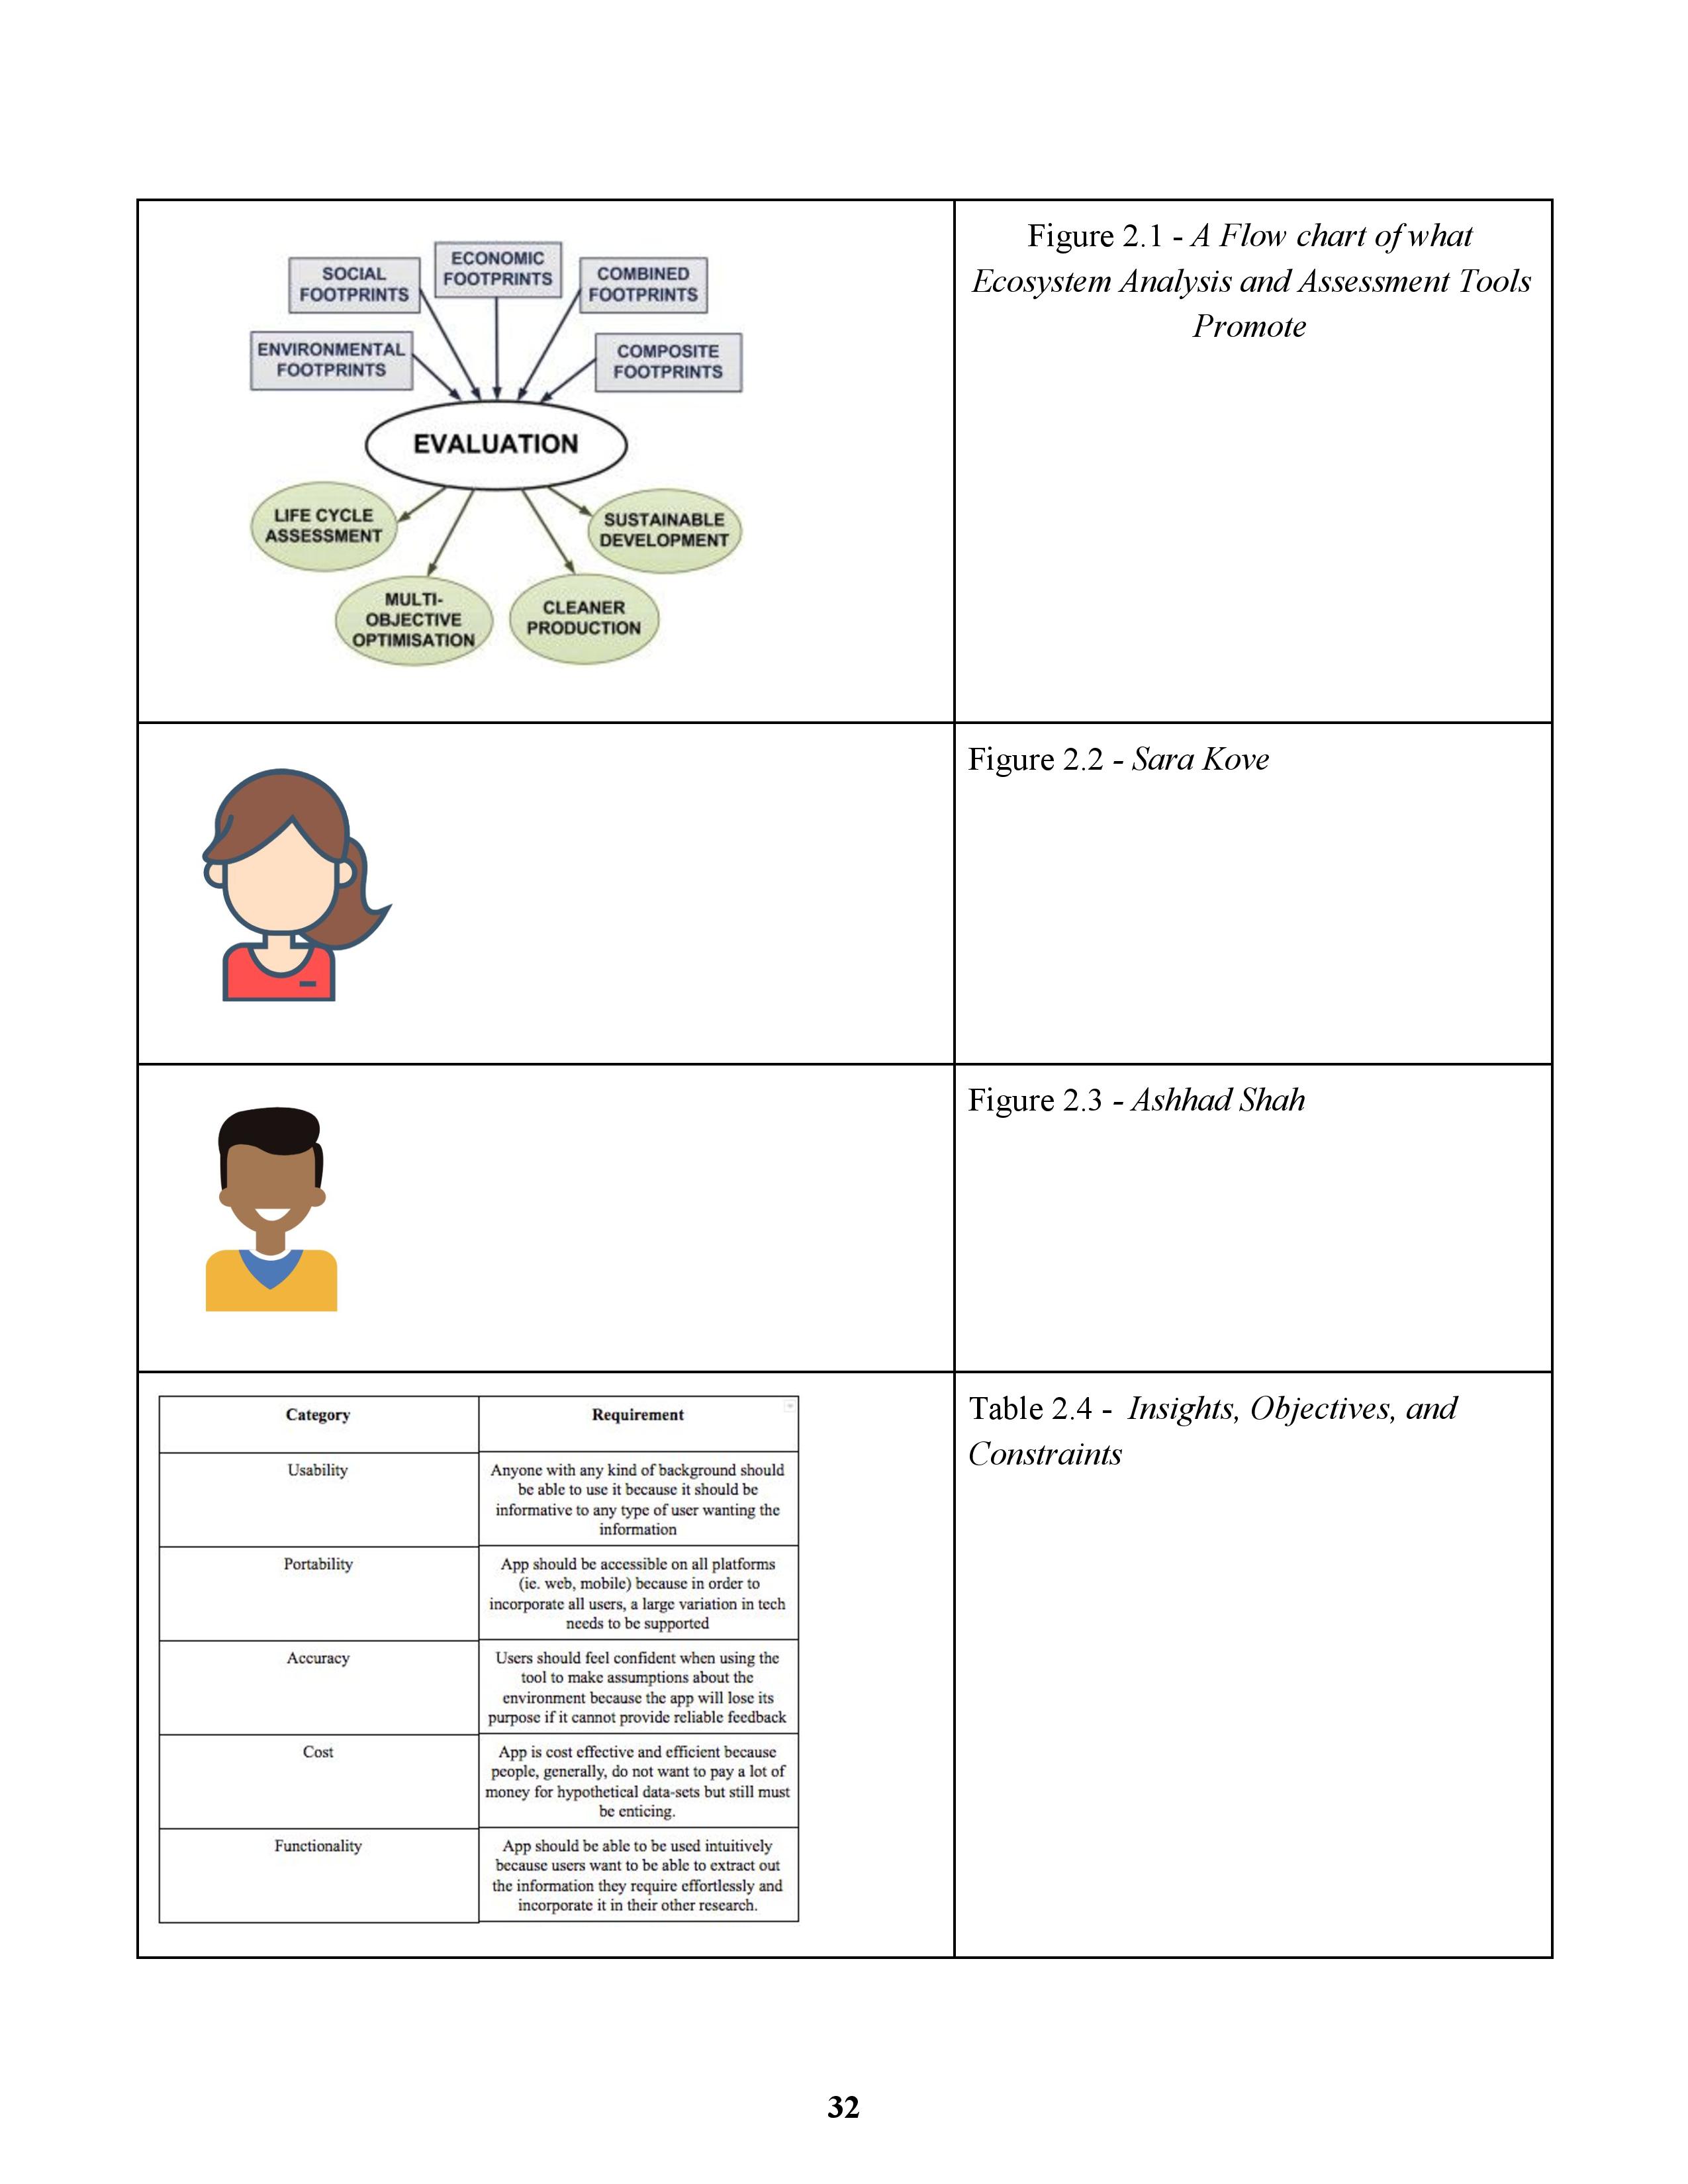 SOCIAL
FOOTPRINTS
ECONOMIC
FOOTPRINTS
COMBINED
FOOTPRINTS
ENVIRONMENTAL
FOOTPRINTS
COMPOSITE
FOOTPRINTS
EVALUATION
LIFE CYCLE
ASSESSMENT
SUSTAINABLE
DEVELOPMENT
MULTI-
OBJECTIVE
OPTIMISATION
CLEANER
PRODUCTION
Figure 2.1 - A Flow chart of what
Ecosystem Analysis and Assessment Tools
Promote
Figure 2.2 - Sara Kove
Figure 2.3 - Ashhad Shah
Category
Requirement
Usability
Anyone with any kind of background should
be able to use it because it should be
informative to any type of user wanting the
information
Portability
App should be accessible on all platforms
(ie. web, mobile) because in order to
incorporate all users, a large variation in tech
needs to be supported
Accuracy
Users should feel confident when using the
tool to make assumptions about the
environment because the app will lose its
purpose if it cannot provide reliable feedback
Cost
App is cost effective and efficient because
people, generally, do not want to pay a lot of
money for hypothetical data-sets but still must
be enticing.
Functionality
App should be able to be used intuitively
because users want to be able to extract out
the information they require effortlessly and
incorporate it in their other research.
Table 2.4 - Insights, Objectives, and
Constraints
32